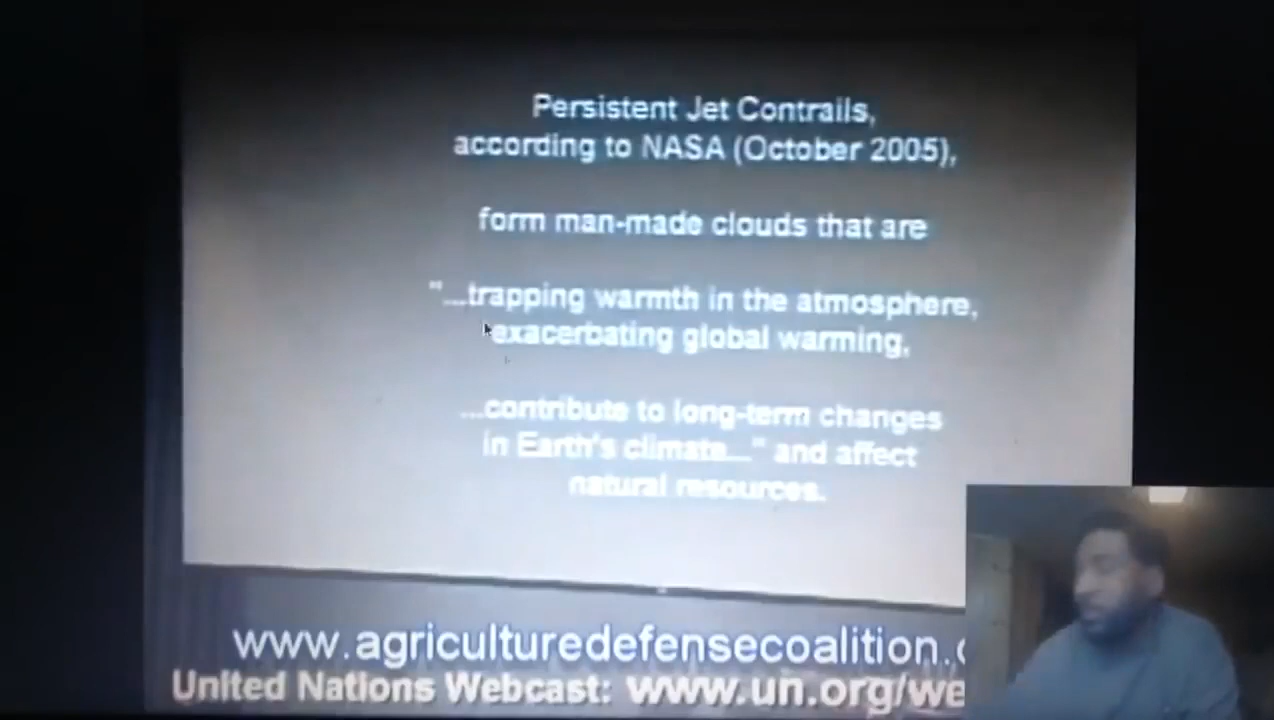 Persistent Jet Contrails,
according to NASA (October 2005),
form man-made clouds that are
"...trapping warmth in the atmosphere,
exacerbating global warming,
...contribute to long-term changes
in Earth's climate..." and affect
natural resources.
www.agriculturedefensecoalition.
United Nations Webcast: www.un.org/we